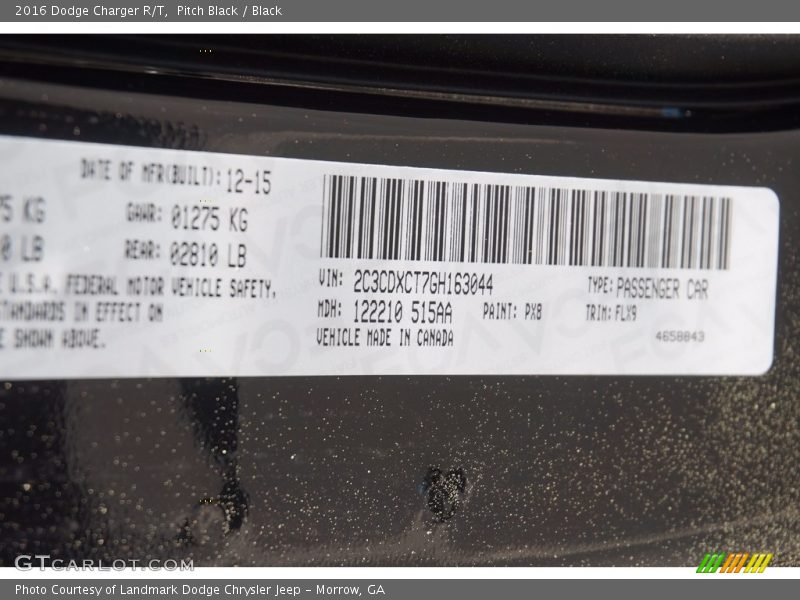 2016 Dodge Charger R/T, Pitch Black / Black
DATE OF MFR(BUILT): 12-15
75 KG GAWR: 01275 KG
0 LB REAR: 02810 LB
E U.S.A. FEDERAL MOTOR VEHICLE SAFETY,
STANDARDS IN EFFECT ON
E SHOWN ABOVE.
VIN: 2C3CDXCT7GH163044 TYPE: PASSENGER CAR
MDH: 122210 515AA PAINT: PX8 TRIM: FLX9
VEHICLE MADE IN CANADA 4658843
GTCARLOT.COM
Photo Courtesy of Landmark Dodge Chrysler Jeep - Morrow, GA